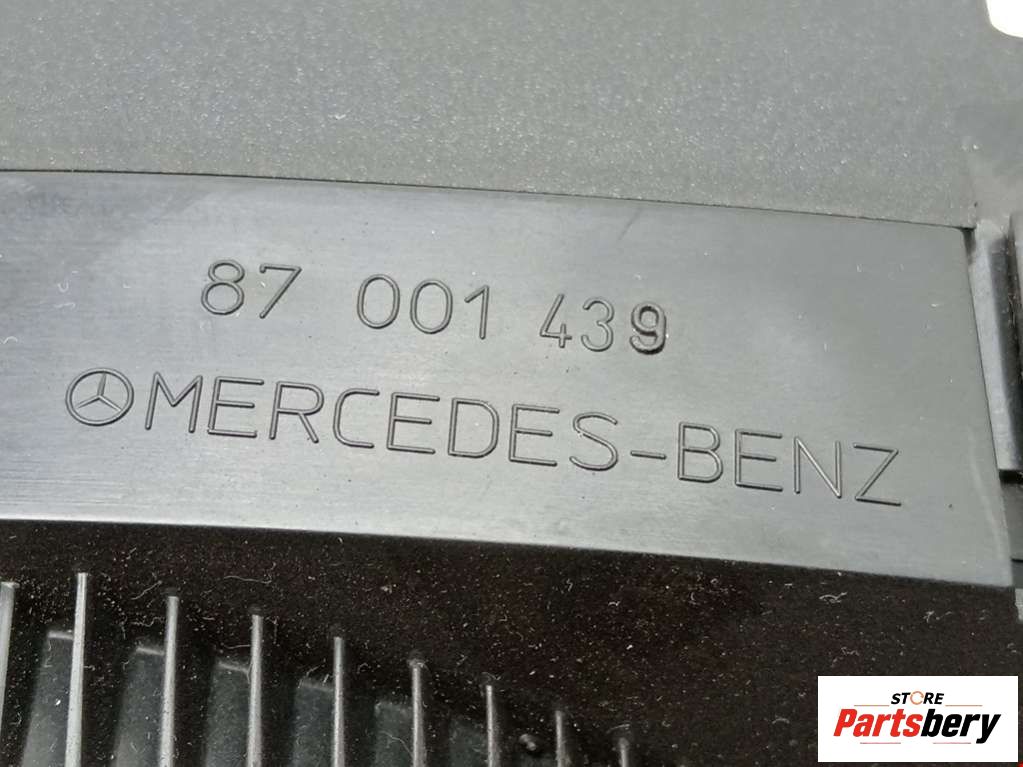 87 001 439
MERCEDES-BENZ
STORE
Partsbery